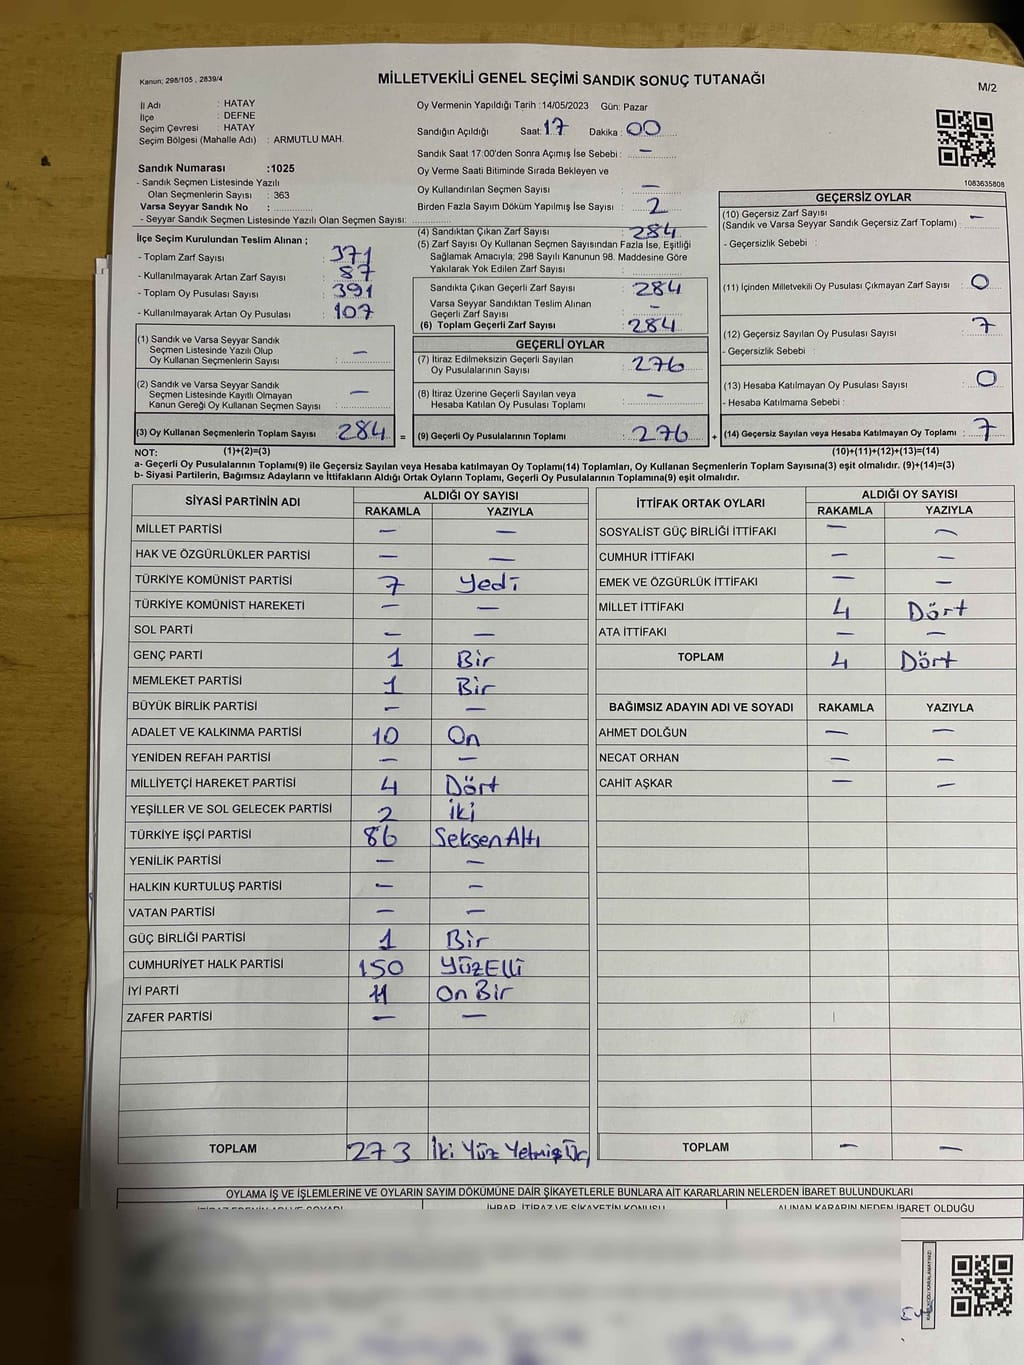 Kanun; 298/105 , 2839/4
MİLLETVEKİLİ GENEL SEÇİMİ SANDIK SONUÇ TUTANAĞI
M/2
İl Adı : HATAY
İlçe : DEFNE
Seçim Çevresi : HATAY
Seçim Bölgesi (Mahalle Adı) : ARMUTLU MAH.
Sandık Numarası :1025
- Sandık Seçmen Listesinde Yazılı
Olan Seçmenlerin Sayısı : 363
Varsa Seyyar Sandık No :
- Seyyar Sandık Seçmen Listesinde Yazılı Olan Seçmen Sayısı:
Oy Vermenin Yapıldığı Tarih :14/05/2023 Gün: Pazar
Sandığın Açıldığı Saat: 17 Dakika : 00
Sandık Saat 17:00'den Sonra Açımış İse Sebebi : —
Oy Verme Saati Bitiminde Sırada Bekleyen ve
Oy Kullandırılan Seçmen Sayısı : —
Birden Fazla Sayım Döküm Yapılmış İse Sayısı : 2
1083635808
İlçe Seçim Kurulundan Teslim Alınan ;
- Toplam Zarf Sayısı : 371
- Kullanılmayarak Artan Zarf Sayısı : 87
- Toplam Oy Pusulası Sayısı : 391
- Kullanılmayarak Artan Oy Pusulası : 107
(1) Sandık ve Varsa Seyyar Sandık
Seçmen Listesinde Yazılı Olup
Oy Kullanan Seçmenlerin Sayısı : —
(2) Sandık ve Varsa Seyyar Sandık
Seçmen Listesinde Kayıtlı Olmayan
Kanun Gereği Oy Kullanan Seçmen Sayısı : —
(3) Oy Kullanan Seçmenlerin Toplam Sayısı : 284 =
(4) Sandıktan Çıkan Zarf Sayısı : 284
(5) Zarf Sayısı Oy Kullanan Seçmen Sayısından Fazla İse, Eşitliği
Sağlamak Amacıyla; 298 Sayılı Kanunun 98. Maddesine Göre
Yakılarak Yok Edilen Zarf Sayısı :
Sandıkta Çıkan Geçerli Zarf Sayısı : 284
Varsa Seyyar Sandıktan Teslim Alınan
Geçerli Zarf Sayısı : —
(6) Toplam Geçerli Zarf Sayısı : 284
GEÇERLİ OYLAR
(7) İtiraz Edilmeksizin Geçerli Sayılan
Oy Pusulalarının Sayısı : 276
(8) İtiraz Üzerine Geçerli Sayılan veya
Hesaba Katılan Oy Pusulası Toplamı : —
(9) Geçerli Oy Pusulalarının Toplamı : 276 +
GEÇERSİZ OYLAR
(10) Geçersiz Zarf Sayısı
(Sandık ve Varsa Seyyar Sandık Geçersiz Zarf Toplamı) : —
- Geçersizlik Sebebi :
(11) İçinden Milletvekili Oy Pusulası Çıkmayan Zarf Sayısı : 0
(12) Geçersiz Sayılan Oy Pusulası Sayısı : 7
- Geçersizlik Sebebi :
(13) Hesaba Katılmayan Oy Pusulası Sayısı : 0
- Hesaba Katılmama Sebebi :
(14) Geçersiz Sayılan veya Hesaba Katılmayan Oy Toplamı : 7
NOT: (1)+(2)=(3) (10)+(11)+(12)+(13)=(14)
a- Geçerli Oy Pusulalarının Toplamı(9) ile Geçersiz Sayılan veya Hesaba katılmayan Oy Toplamı(14) Toplamları, Oy Kullanan Seçmenlerin Toplam Sayısına(3) eşit olmalıdır. (9)+(14)=(3)
b- Siyasi Partilerin, Bağımsız Adayların ve İttifakların Aldığı Ortak Oyların Toplamı, Geçerli Oy Pusulalarının Toplamına(9) eşit olmalıdır.
SİYASİ PARTİNİN ADI ALDIĞI OY SAYISI
RAKAMLA YAZIYLA
MİLLET PARTİSİ — —
HAK VE ÖZGÜRLÜKLER PARTİSİ — —
TÜRKİYE KOMÜNİST PARTİSİ 7 Yedi
TÜRKİYE KOMÜNİST HAREKETİ — —
SOL PARTİ — —
GENÇ PARTİ 1 Bir
MEMLEKET PARTİSİ 1 Bir
BÜYÜK BİRLİK PARTİSİ — —
ADALET VE KALKINMA PARTİSİ 10 On
YENİDEN REFAH PARTİSİ — —
MİLLİYETÇİ HAREKET PARTİSİ 4 Dört
YEŞİLLER VE SOL GELECEK PARTİSİ 2 İki
TÜRKİYE İŞÇİ PARTİSİ 86 Seksen Altı
YENİLİK PARTİSİ — —
HALKIN KURTULUŞ PARTİSİ — —
VATAN PARTİSİ — —
GÜÇ BİRLİĞİ PARTİSİ 1 Bir
CUMHURİYET HALK PARTİSİ 150 YüzElli
İYİ PARTİ 11 On Bir
ZAFER PARTİSİ — —
TOPLAM 273 İki Yüz Yetmiş Üç
İTTİFAK ORTAK OYLARI ALDIĞI OY SAYISI
RAKAMLA YAZIYLA
SOSYALİST GÜÇ BİRLİĞİ İTTİFAKI — —
CUMHUR İTTİFAKI — —
EMEK VE ÖZGÜRLÜK İTTİFAKI — —
MİLLET İTTİFAKI 4 Dört
ATA İTTİFAKI — —
TOPLAM 4 Dört
BAĞIMSIZ ADAYIN ADI VE SOYADI RAKAMLA YAZIYLA
AHMET DOLĞUN — —
NECAT ORHAN — —
CAHİT AŞKAR — —
TOPLAM — —
OYLAMA İŞ VE İŞLEMLERİNE VE OYLARIN SAYIM DÖKÜMÜNE DAİR ŞİKAYETLERLE BUNLARA AİT KARARLARIN NELERDEN İBARET BULUNDUKLARI
İTİRAZ EDENİN ADI VE SOYADI İHBAR, İTİRAZ VE ŞİKAYETİN KONUSU ALINAN KARARIN NEDEN İBARET OLDUĞU